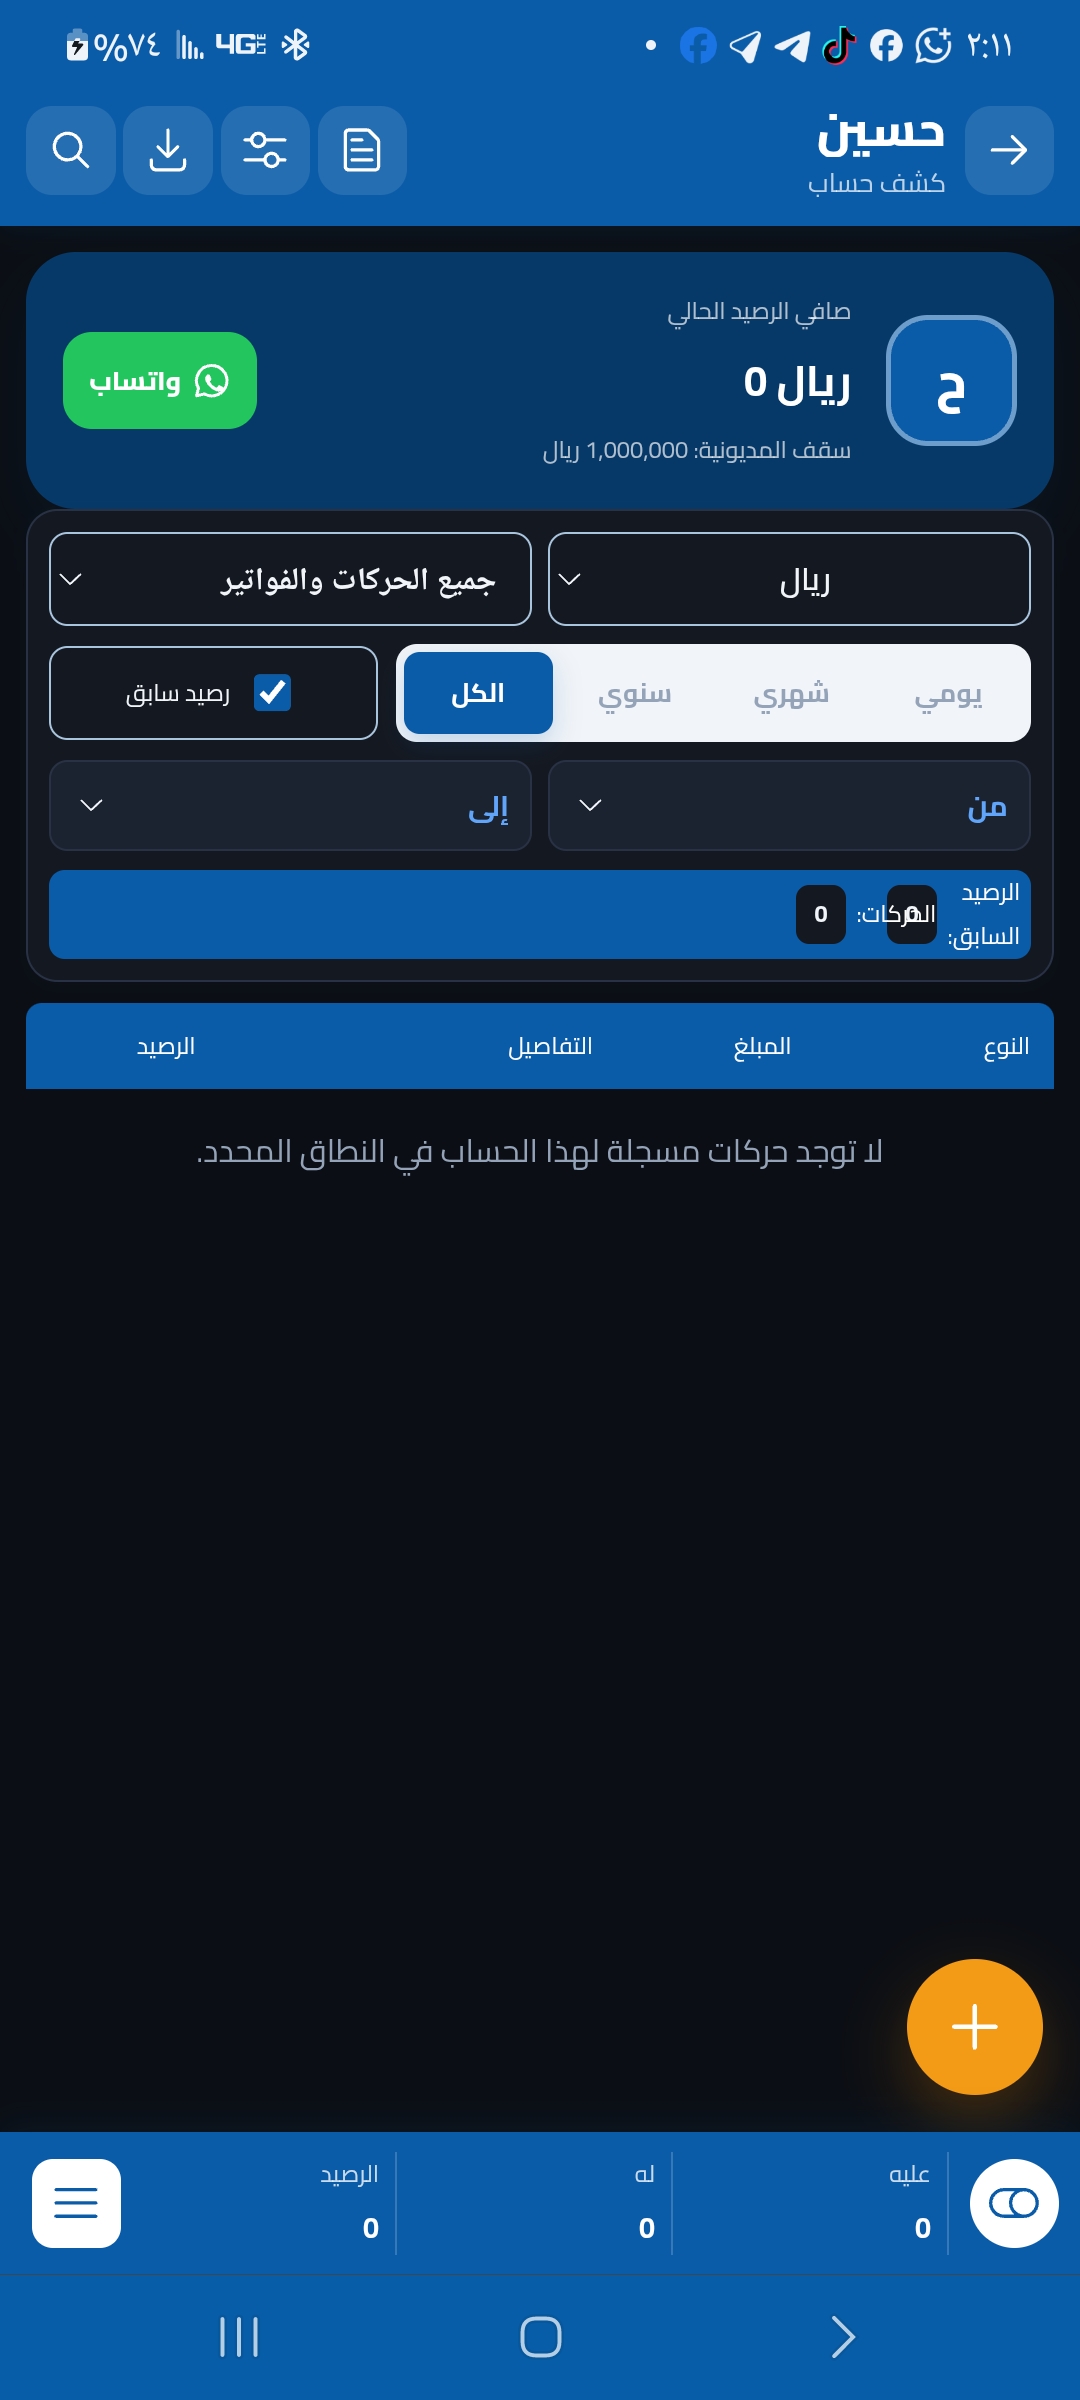 ٢:١١
4G LTE
%٧٤
حسين
كشف حساب
صافي الرصيد الحالي
ح
ريال 0
واتساب
سقف المديونية: 1,000,000 ريال
ريال
جميع الحركات والفواتير
يومي
شهري
سنوي
الكل
رصيد سابق
من
إلى
الرصيد السابق:
0
الحركات:
0
النوع
المبلغ
التفاصيل
الرصيد
لا توجد حركات مسجلة لهذا الحساب في النطاق المحدد.
عليه
له
الرصيد
0
0
0